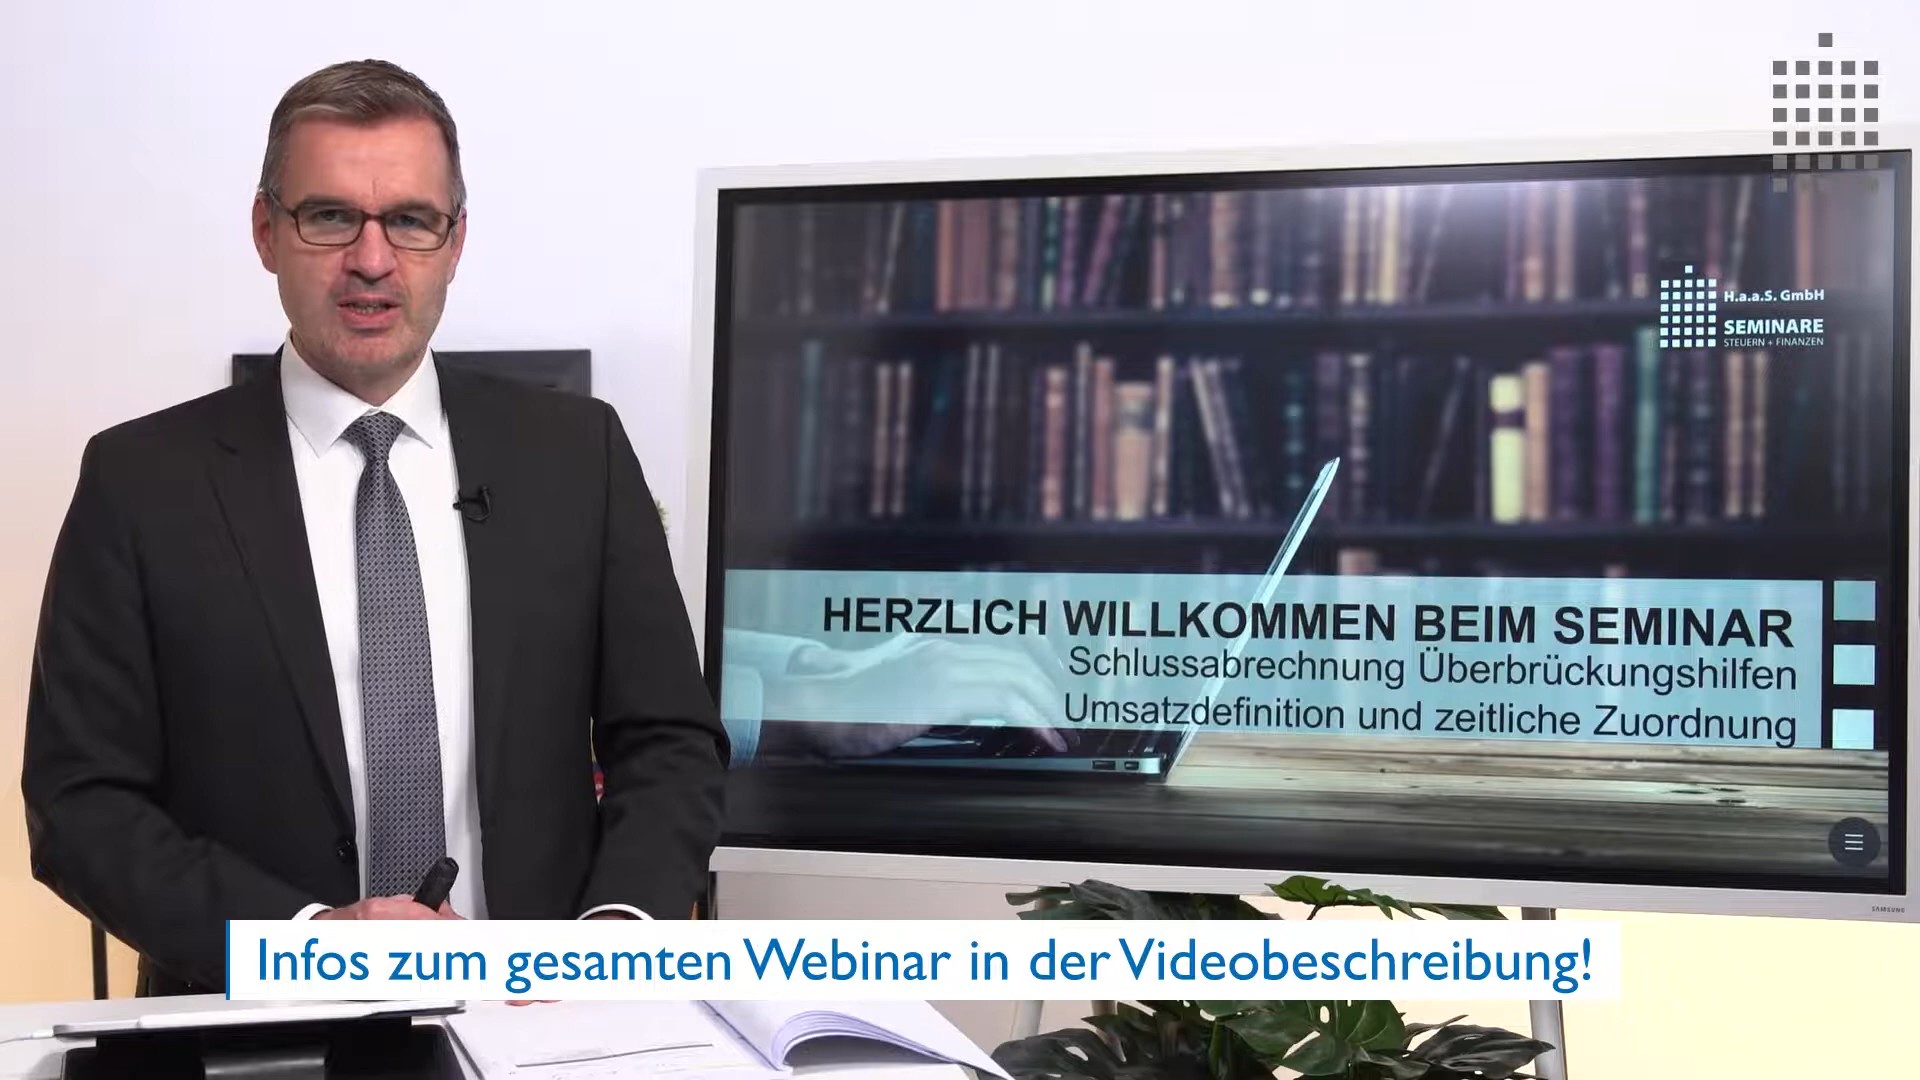 H.a.a.S. GmbH
SEMINARE
STEUERN + FINANZEN
HERZLICH WILLKOMMEN BEIM SEMINAR
Schlussabrechnung Überbrückungshilfen
Umsatzdefinition und zeitliche Zuordnung
SAMSUNG
Infos zum gesamten Webinar in der Videobeschreibung!